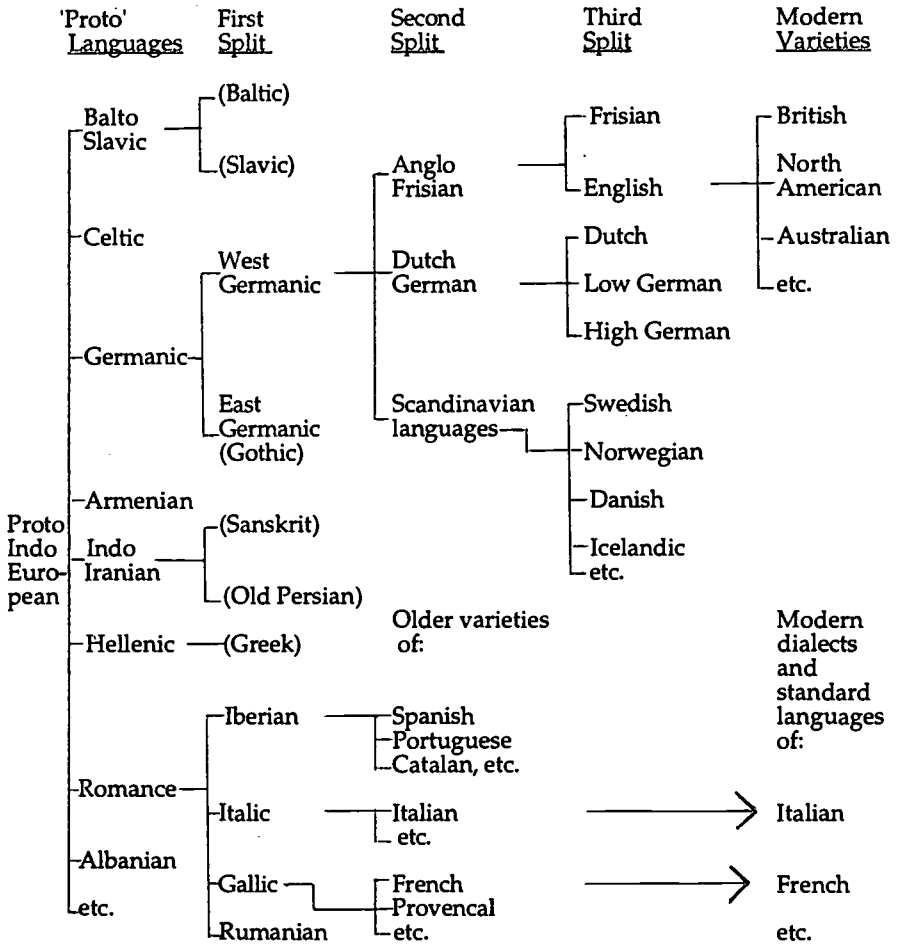 'Proto'
Languages
First
Split
Second
Split
Third
Split
Modern
Varieties
Proto
Indo
Euro-
pean
Balto
Slavic
(Baltic)
(Slavic)
Celtic
Germanic
West
Germanic
East
Germanic
(Gothic)
Anglo
Frisian
Dutch
German
Scandinavian
languages
Frisian
English
Dutch
Low German
High German
Swedish
Norwegian
Danish
Icelandic
etc.
British
North
American
Australian
etc.
Armenian
Indo
Iranian
(Sanskrit)
(Old Persian)
Hellenic
(Greek)
Older varieties
of:
Modern
dialects
and
standard
languages
of:
Romance
Iberian
Spanish
Portuguese
Catalan, etc.
Italic
Italian
etc.
Italian
Gallic
French
Provencal
etc.
French
Rumanian
etc.
Albanian
etc.